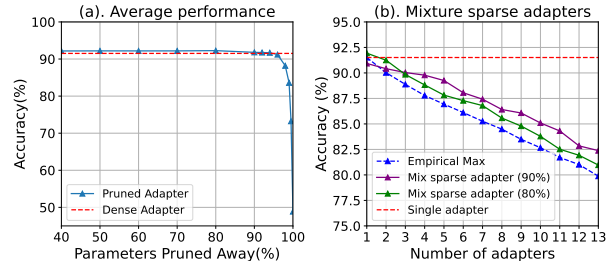 (a). Average performance
100
90
80
70
60
50
Accuracy(%)
Pruned Adapter
Dense Adapter
40 50 60 70 80 90 100
Parameters Pruned Away(%)
(b). Mixture sparse adapters
95.0
92.5
90.0
87.5
85.0
82.5
80.0
77.5
75.0
Accuracy (%)
Empirical Max
Mix sparse adapter (90%)
Mix sparse adapter (80%)
Single adapter
1 2 3 4 5 6 7 8 9 10 11 12 13
Number of adapters